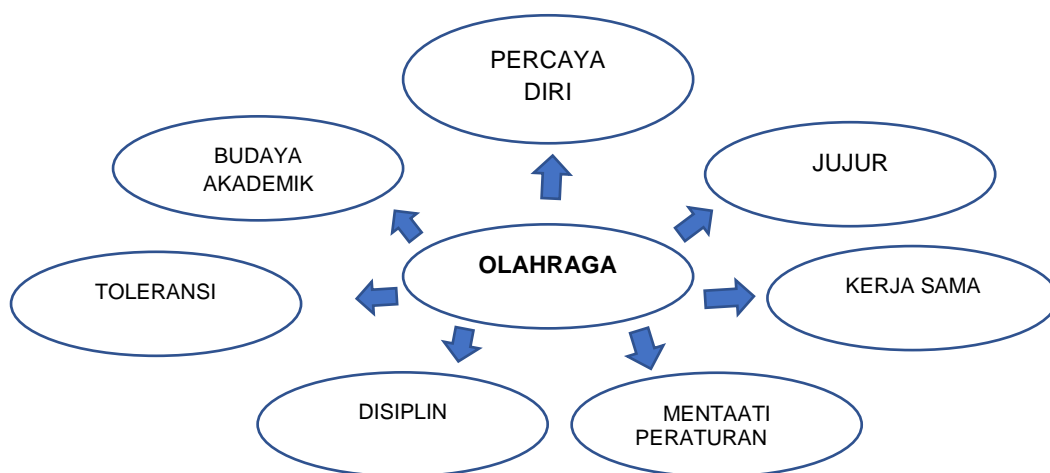 PERCAYA
DIRI
BUDAYA
AKADEMIK
JUJUR
OLAHRAGA
TOLERANSI
KERJA SAMA
DISIPLIN
MENTAATI
PERATURAN